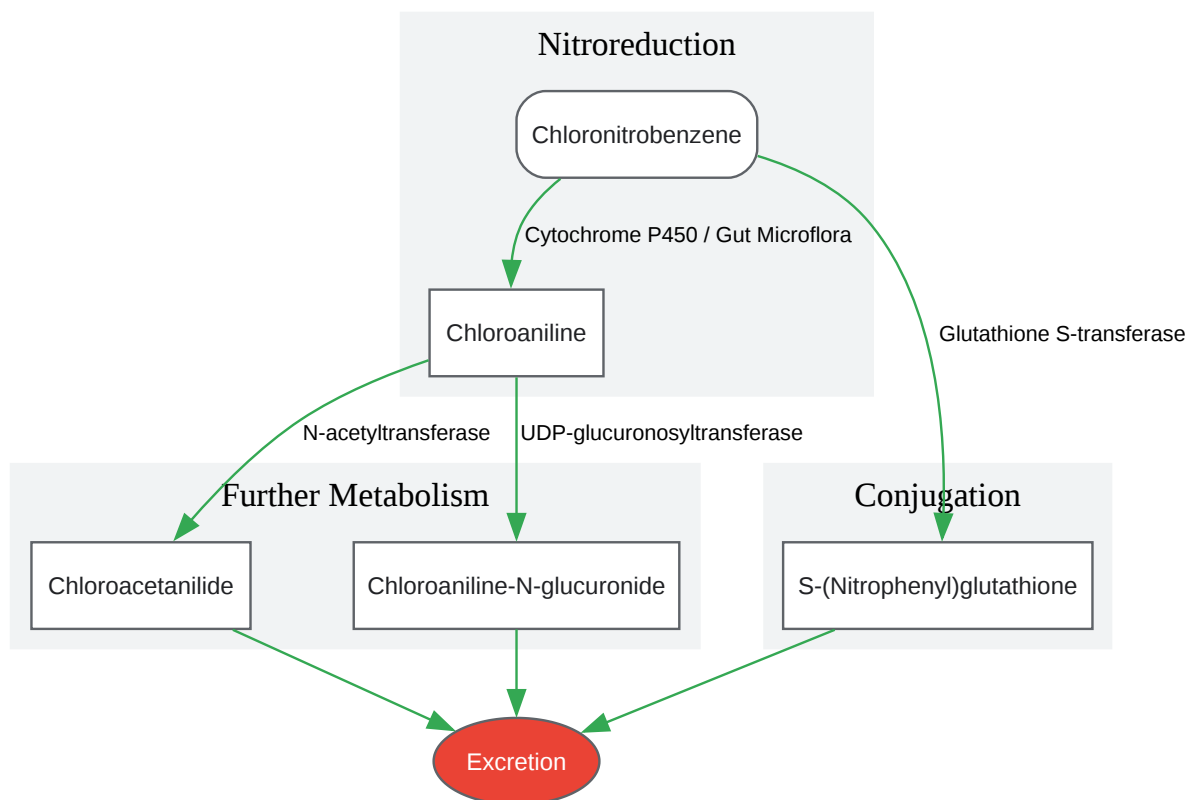 Nitroreduction
Chloronitrobenzene
Cytochrome P450 / Gut Microflora
Chloroaniline
Glutathione S-transferase
N-acetyltransferase
UDP-glucuronosyltransferase
Further Metabolism
Conjugation
Chloroacetanilide
Chloroaniline-N-glucuronide
S-(Nitrophenyl)glutathione
Excretion